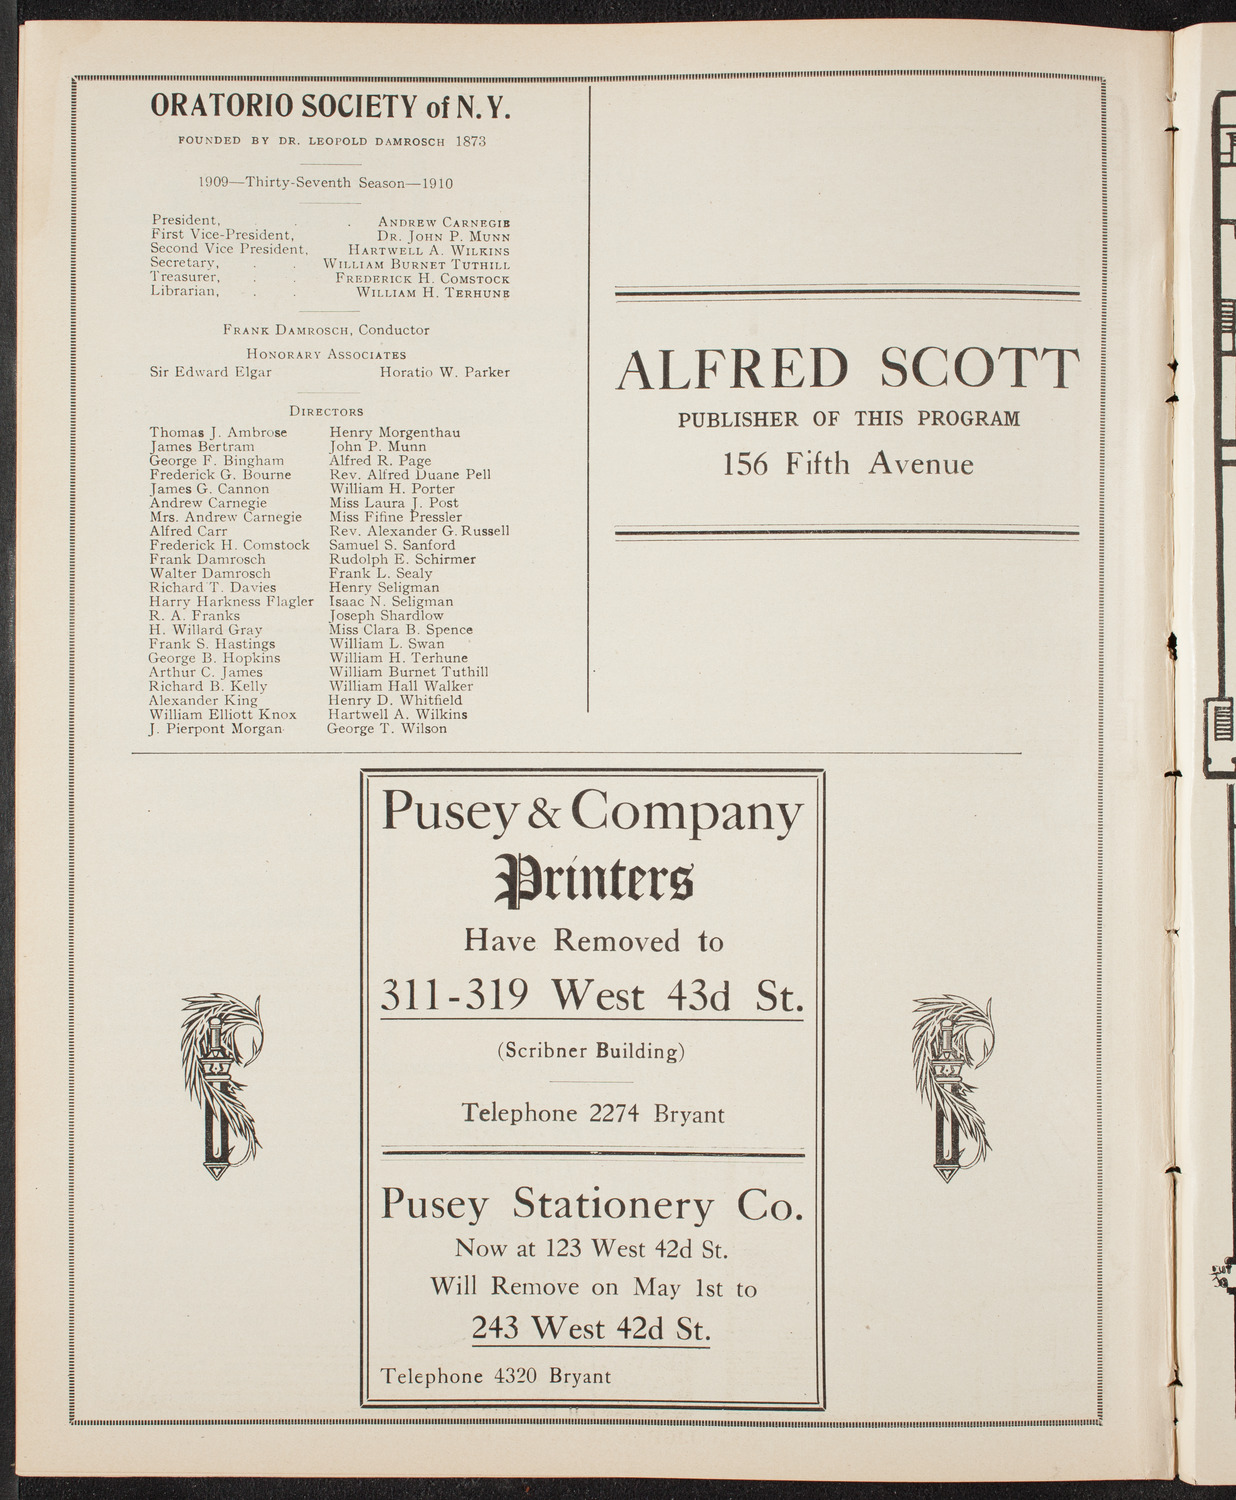 ORATORIO SOCIETY of N. Y.
FOUNDED BY DR. LEOPOLD DAMROSCH 1873
1909—Thirty-Seventh Season—1910
President, . . ANDREW CARNEGIE
First Vice-President, DR. JOHN P. MUNN
Second Vice President, HARTWELL A. WILKINS
Secretary, . . WILLIAM BURNET TUTHILL
Treasurer, . . FREDERICK H. COMSTOCK
Librarian, . . WILLIAM H. TERHUNE
FRANK DAMROSCH, Conductor
HONORARY ASSOCIATES
Sir Edward Elgar Horatio W. Parker
DIRECTORS
Thomas J. Ambrose
James Bertram
George F. Bingham
Frederick G. Bourne
James G. Cannon
Andrew Carnegie
Mrs. Andrew Carnegie
Alfred Carr
Frederick H. Comstock
Frank Damrosch
Walter Damrosch
Richard T. Davies
Harry Harkness Flagler
R. A. Franks
H. Willard Gray
Frank S. Hastings
George B. Hopkins
Arthur C. James
Richard B. Kelly
Alexander King
William Elliott Knox
J. Pierpont Morgan
Henry Morgenthau
John P. Munn
Alfred R. Page
Rev. Alfred Duane Pell
William H. Porter
Miss Laura J. Post
Miss Fifine Pressler
Rev. Alexander G. Russell
Samuel S. Sanford
Rudolph E. Schirmer
Frank L. Sealy
Henry Seligman
Isaac N. Seligman
Joseph Shardlow
Miss Clara B. Spence
William L. Swan
William H. Terhune
William Burnet Tuthill
William Hall Walker
Henry D. Whitfield
Hartwell A. Wilkins
George T. Wilson
ALFRED SCOTT
PUBLISHER OF THIS PROGRAM
156 Fifth Avenue
Pusey & Company
Printers
Have Removed to
311-319 West 43d St.
(Scribner Building)
Telephone 2274 Bryant
Pusey Stationery Co.
Now at 123 West 42d St.
Will Remove on May 1st to
243 West 42d St.
Telephone 4320 Bryant